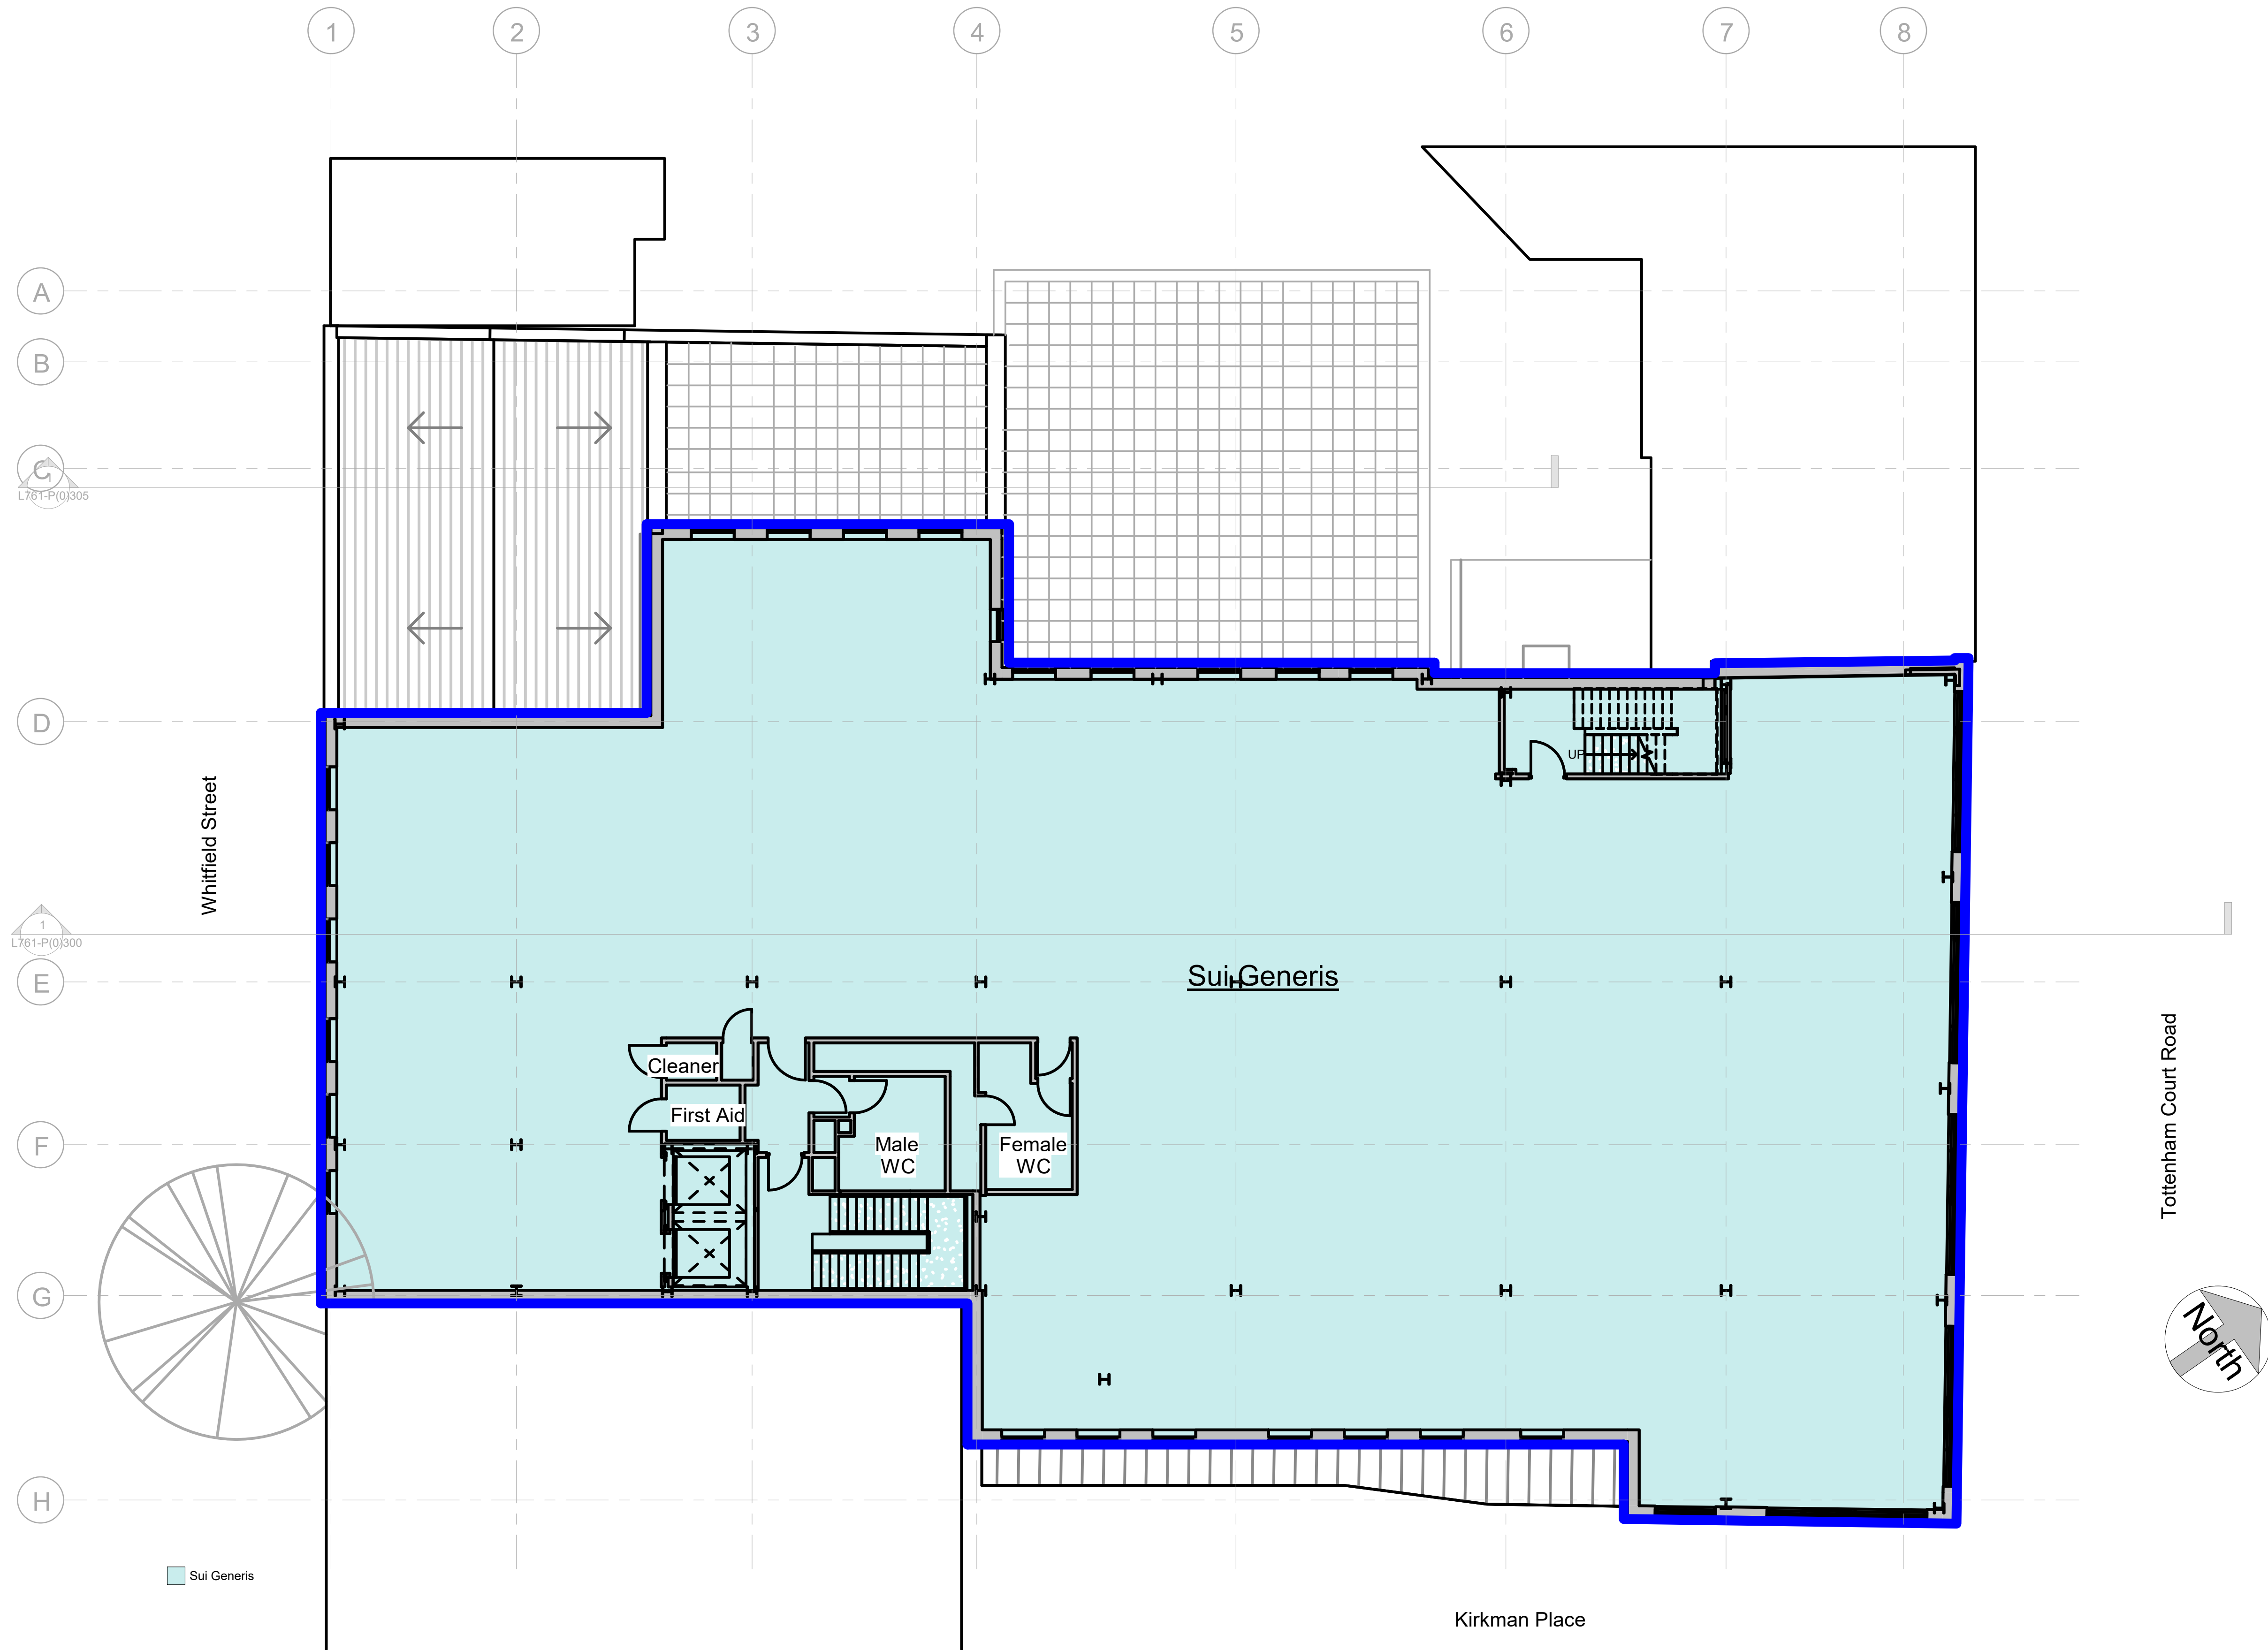 1
2
3
4
5
6
7
8
A
B
C
1
L761-P(0)305
D
UP
Whitfield Street
1
L761-P(0)300
E
Sui Generis
Cleaner
First Aid
F
Male
WC
Female
WC
Tottenham Court Road
G
North
H
Sui Generis
Kirkman Place